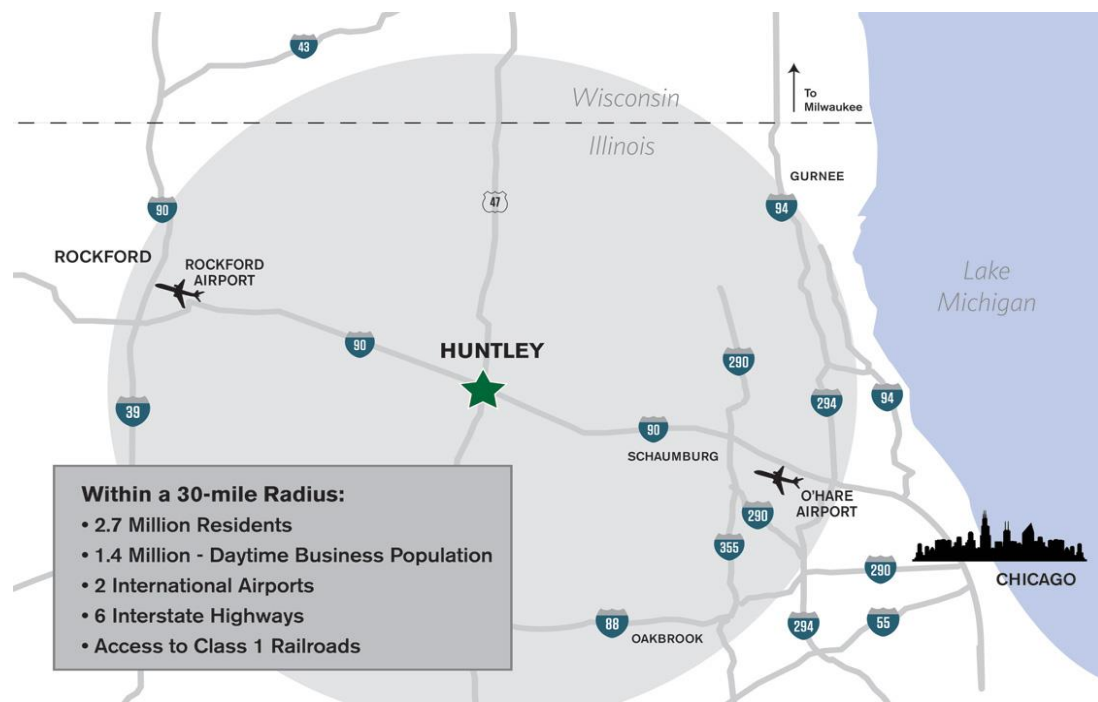 43
Wisconsin
To
Milwaukee
Illinois
GURNEE
47
90
94
ROCKFORD
ROCKFORD
AIRPORT
Lake
Michigan
90
HUNTLEY
290
39
294
94
90
SCHAUMBURG
O'HARE
AIRPORT
290
355
290
CHICAGO
88
OAKBROOK
294
55
Within a 30-mile Radius:
• 2.7 Million Residents
• 1.4 Million - Daytime Business Population
• 2 International Airports
• 6 Interstate Highways
• Access to Class 1 Railroads